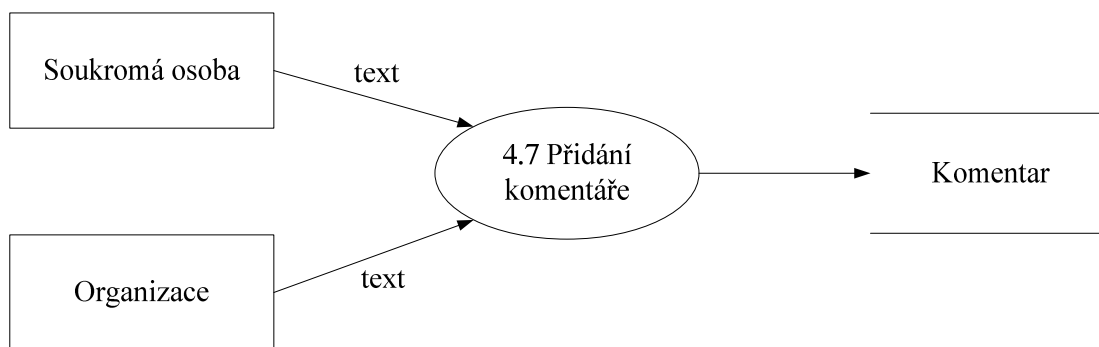 Soukromá osoba
text
4.7 Přidání
komentáře
Komentar
Organizace
text